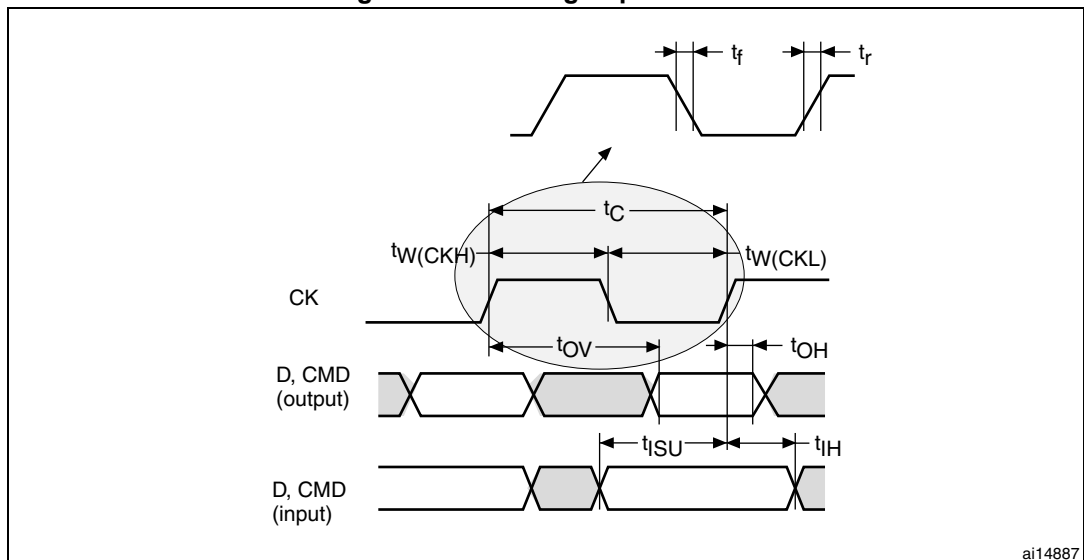 tf
tr
tC
tW(CKH)
tW(CKL)
CK
tOV
tOH
D, CMD
(output)
tISU
tIH
D, CMD
(input)
ai14887